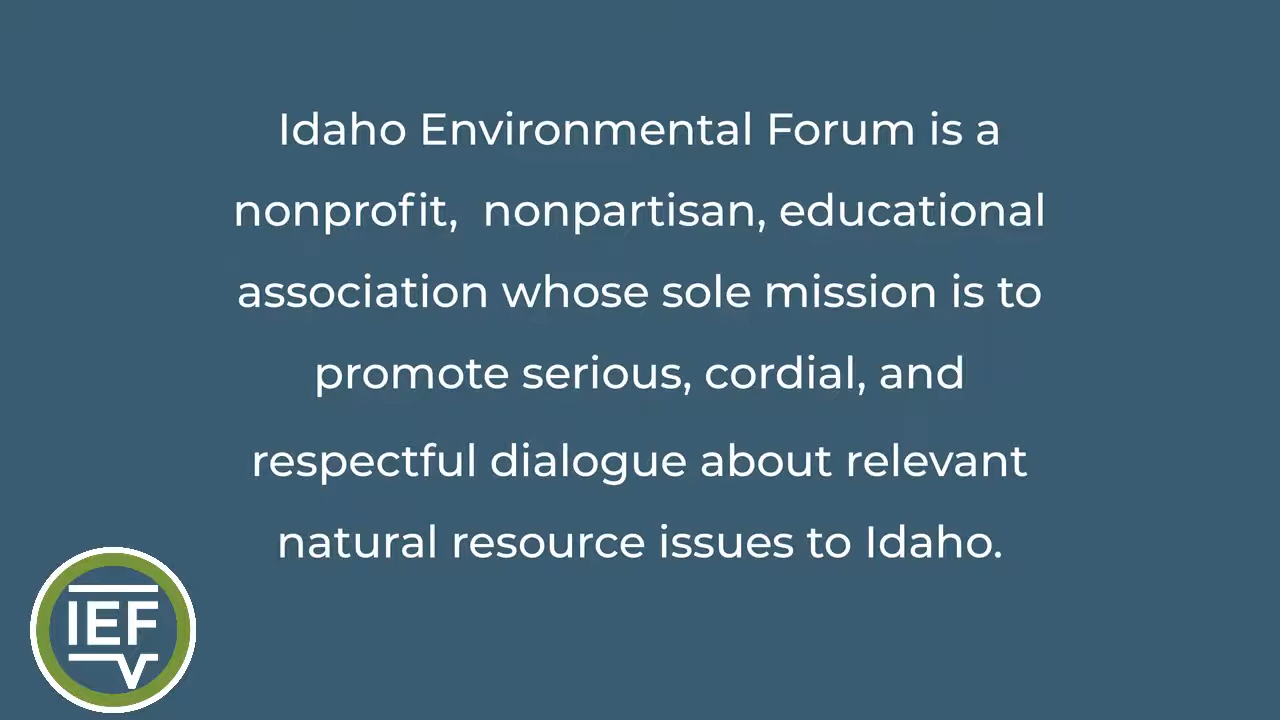 Idaho Environmental Forum is a
nonprofit,  nonpartisan, educational
association whose sole mission is to
promote serious, cordial, and
respectful dialogue about relevant
natural resource issues to Idaho.
IEF